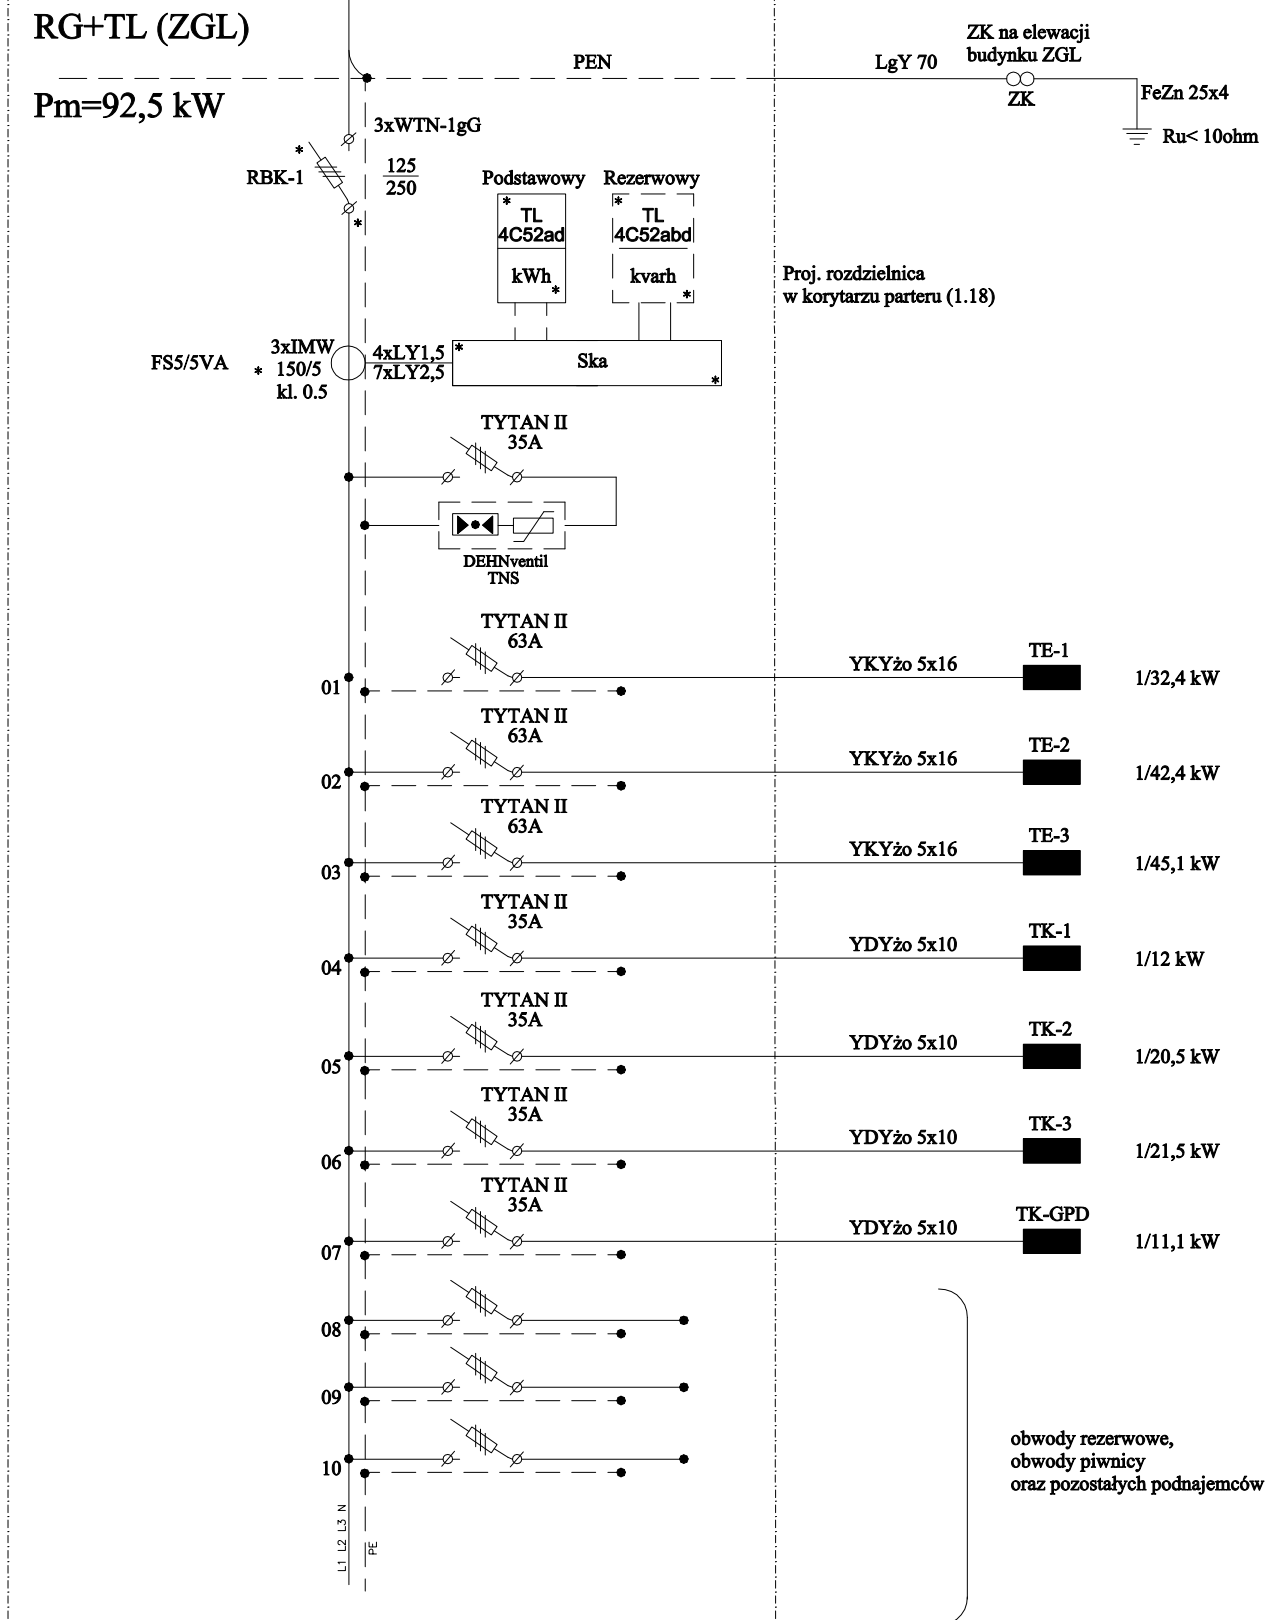 RG+TL (ZGL)
Pm=92,5 kW
PEN
LgY 70
ZK na elewacji
budynku ZGL
ZK
FeZn 25x4
Ru< 10ohm
3xWTN-1gG
RBK-1
125
250
*
*
Podstawowy
Rezerwowy
*
TL
4C52ad
kWh
*
*
TL
4C52abd
kvarh
*
Proj. rozdzielnica
w korytarzu parteru (1.18)
FS5/5VA
*
3xIMW
150/5
kl. 0.5
4xLY1,5
7xLY2,5
*
Ska
*
TYTAN II
35A
DEHNventil
TNS
TYTAN II
63A
01
YKYżo 5x16
TE-1
1/32,4 kW
TYTAN II
63A
02
YKYżo 5x16
TE-2
1/42,4 kW
TYTAN II
63A
03
YKYżo 5x16
TE-3
1/45,1 kW
TYTAN II
35A
04
YDYżo 5x10
TK-1
1/12 kW
TYTAN II
35A
05
YDYżo 5x10
TK-2
1/20,5 kW
TYTAN II
35A
06
YDYżo 5x10
TK-3
1/21,5 kW
TYTAN II
35A
07
YDYżo 5x10
TK-GPD
1/11,1 kW
08
09
10
obwody rezerwowe,
obwody piwnicy
oraz pozostałych podnajemców
L1 L2 L3 N
PE